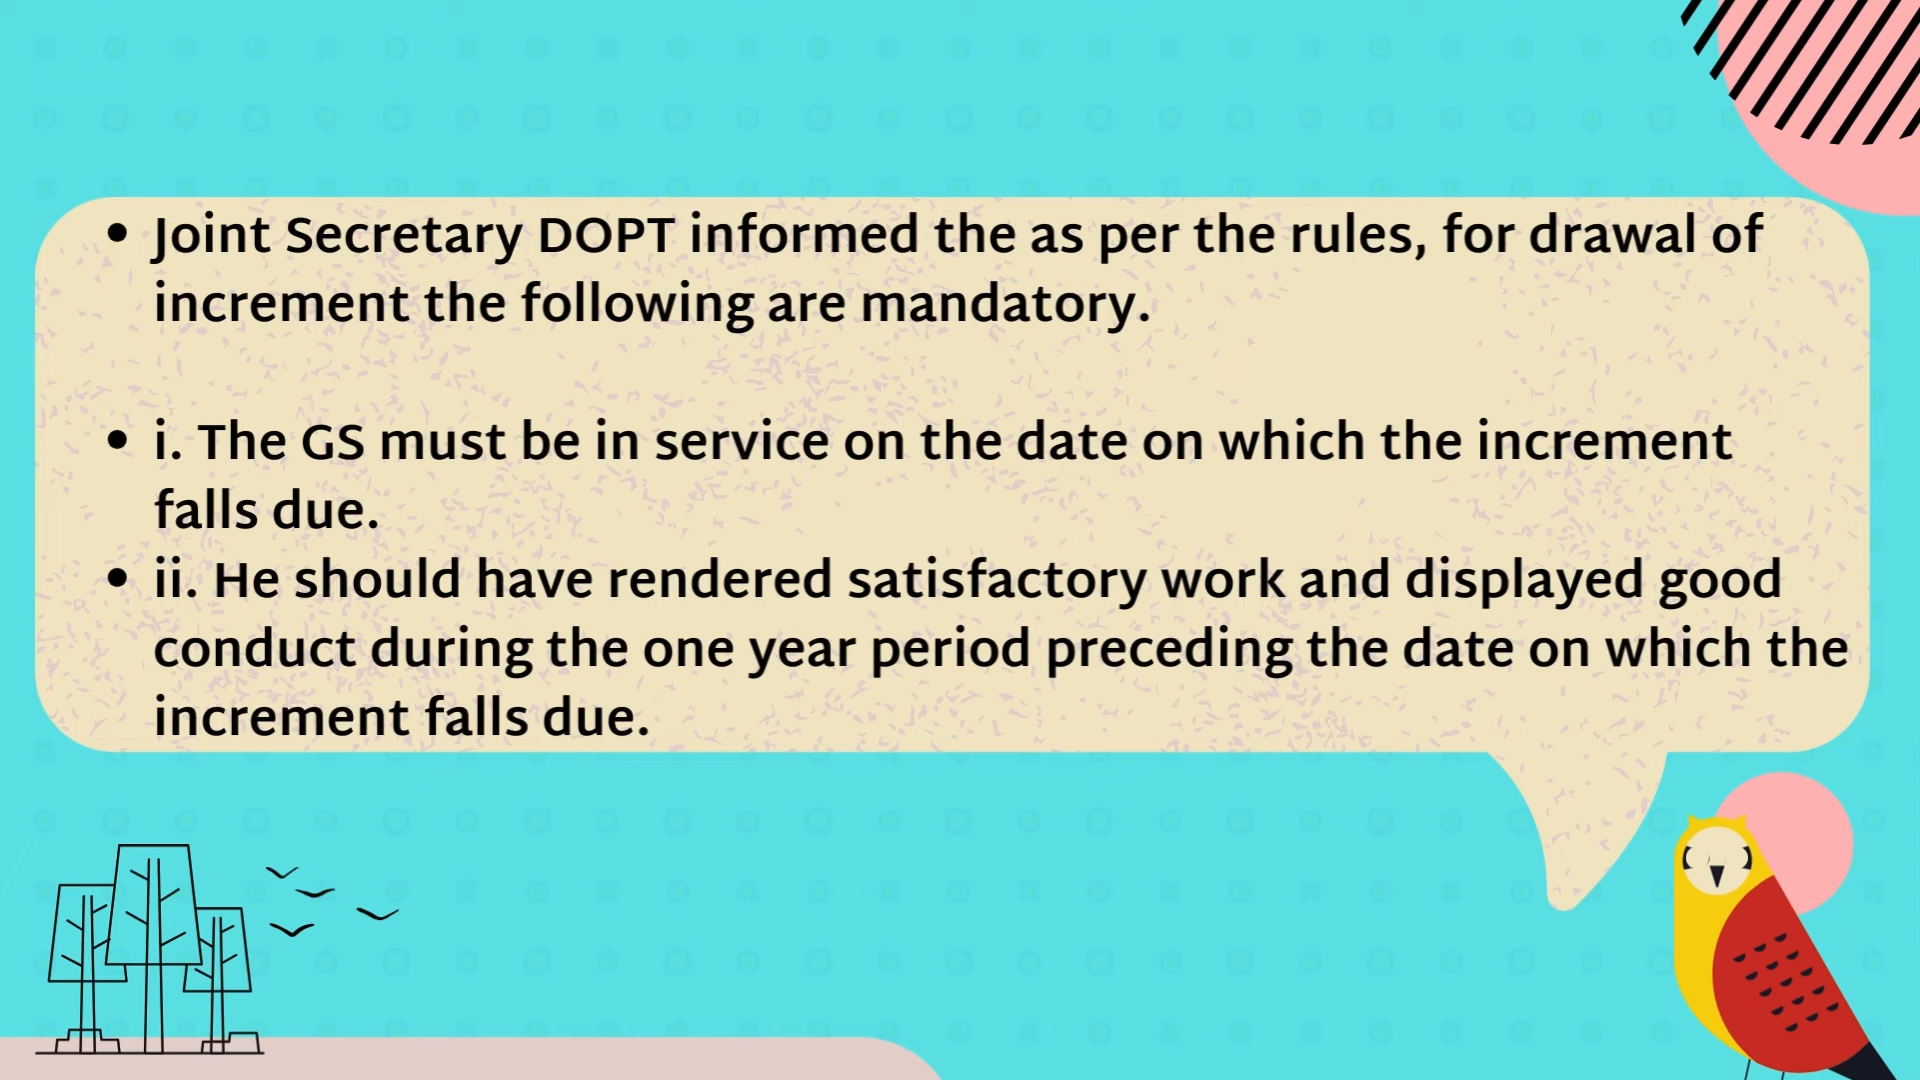 • Joint Secretary DOPT informed the as per the rules, for drawal of
increment the following are mandatory.
• i. The GS must be in service on the date on which the increment
falls due.
• ii. He should have rendered satisfactory work and displayed good
conduct during the one year period preceding the date on which the
increment falls due.